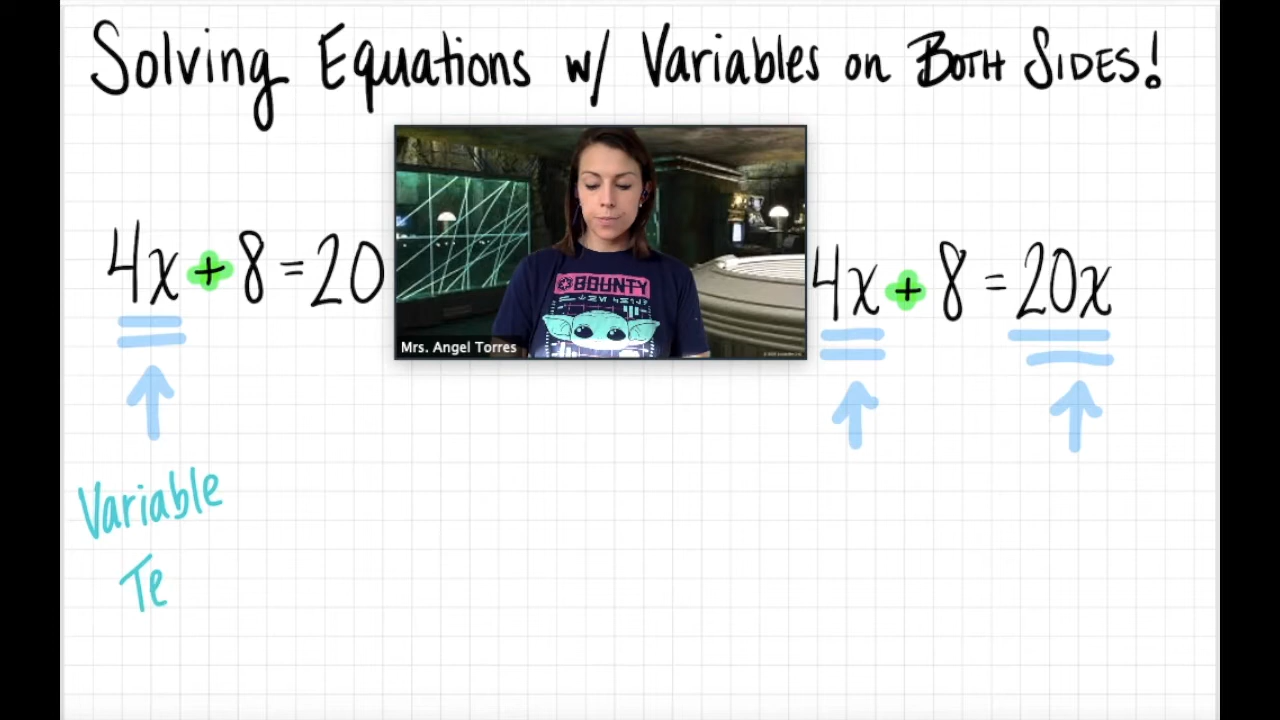 Solving Equations w/ Variables on BOTH SIDES!
BOUNTY
Mrs. Angel Torres
4x + 8 = 20
4x + 8 = 20x
Variable
Te